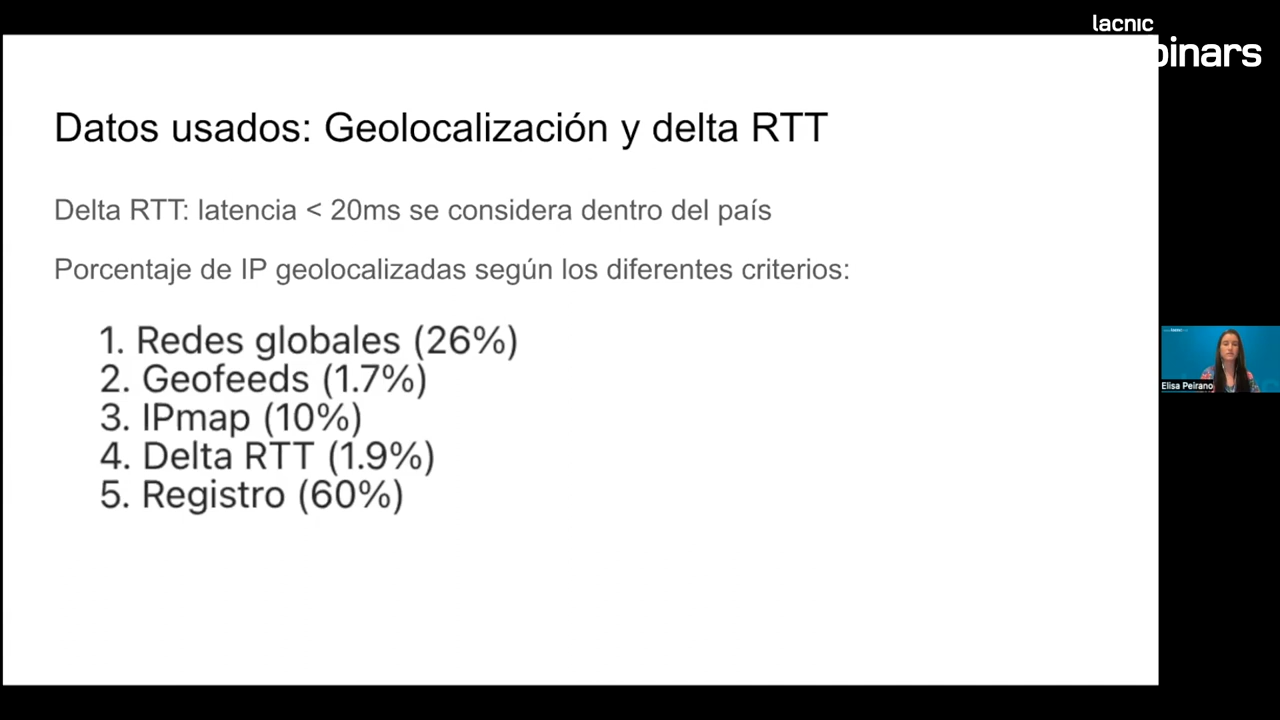 lacnic
binars
Datos usados: Geolocalización y delta RTT
Delta RTT: latencia < 20ms se considera dentro del país
Porcentaje de IP geolocalizadas según los diferentes criterios:
1. Redes globales (26%)
2. Geofeeds (1.7%)
3. IPmap (10%)
4. Delta RTT (1.9%)
5. Registro (60%)
Elisa Peirano